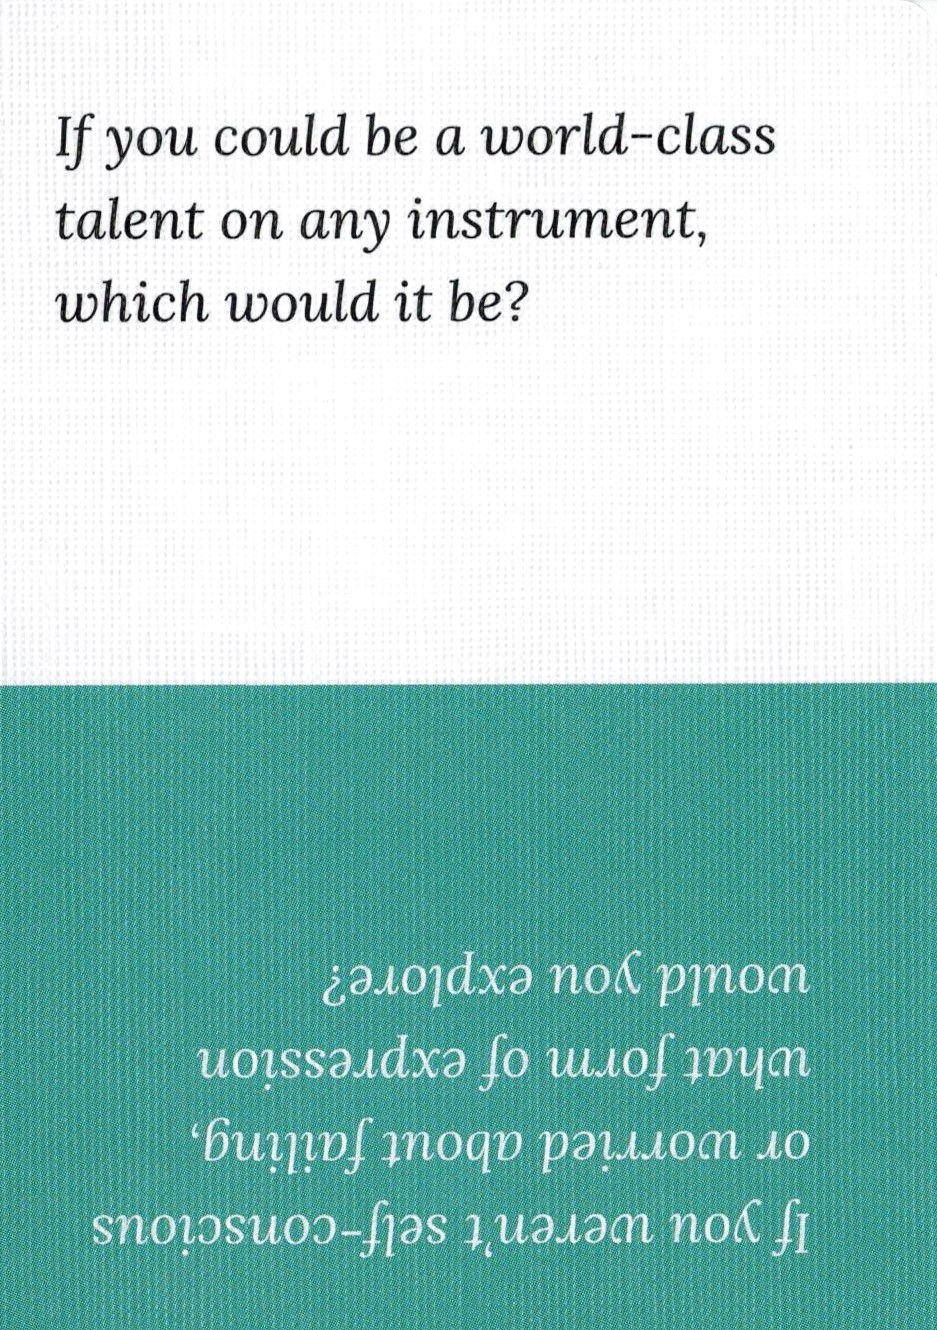 If you could be a world-class
talent on any instrument,
which would it be?
If you weren't self-conscious
or worried about failing,
what form of expression
would you explore?